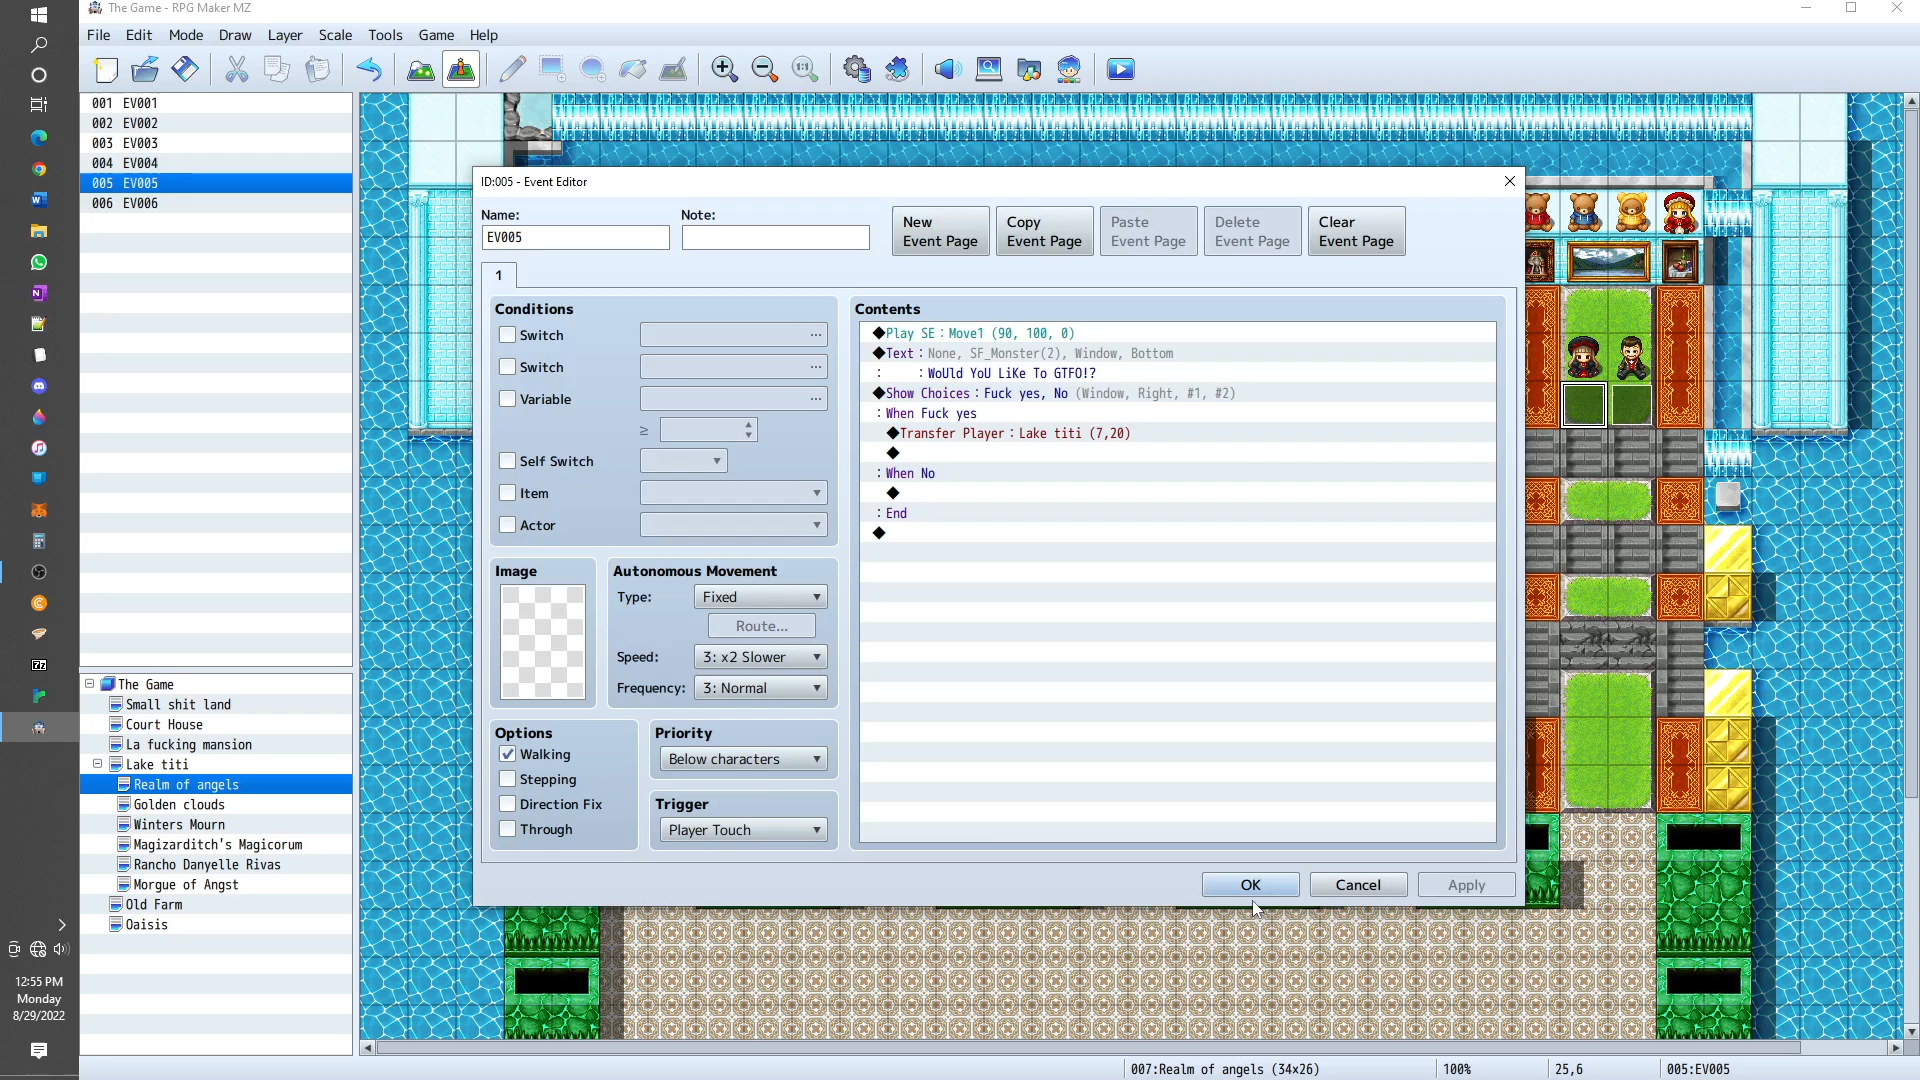 The Game - RPG Maker MZ
File Edit Mode Draw Layer Scale Tools Game Help
001 EV001
002 EV002
003 EV003
004 EV004
005 EV005
006 EV006
ID:005 - Event Editor
Name:
EV005
Note:
New Event Page
Copy Event Page
Paste Event Page
Delete Event Page
Clear Event Page
1
Conditions
Switch ...
Switch ...
Variable ...
≥
Self Switch
Item
Actor
Image
Autonomous Movement
Type: Fixed
Route...
Speed: 3: x2 Slower
Frequency: 3: Normal
Options
Walking
Stepping
Direction Fix
Through
Priority
Below characters
Trigger
Player Touch
Contents
◆Play SE：Move1 (90, 100, 0)
◆Text：None, SF_Monster(2), Window, Bottom
：　　：WoUld YoU LiKe To GTFO!?
◆Show Choices：Fuck yes, No (Window, Right, #1, #2)
：When Fuck yes
◆Transfer Player：Lake titi (7,20)
◆
：When No
◆
：End
◆
OK
Cancel
Apply
The Game
Small shit land
Court House
La fucking mansion
Lake titi
Realm of angels
Golden clouds
Winters Mourn
Magizarditch's Magicorum
Rancho Danyelle Rivas
Morgue of Angst
Old Farm
Oaisis
12:55 PM
Monday
8/29/2022
007:Realm of angels (34x26)
100%
25,6
005:EV005